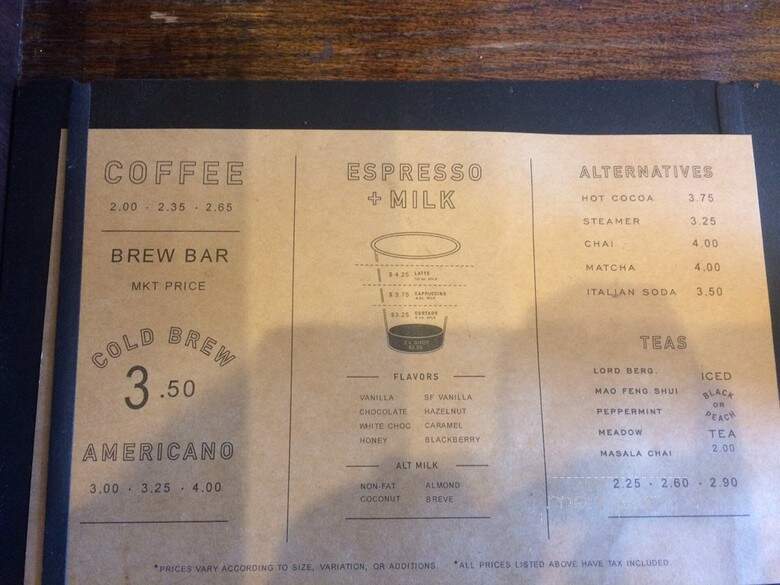 COFFEE
2.00 - 2.35 - 2.65
BREW BAR
MKT PRICE
COLD BREW
3.50
AMERICANO
3.00 - 3.25 - 4.00
ESPRESSO
+ MILK
$4.25 LATTE
$3.75 CAPPUCCINO
$3.25 CORTADO
FLAVORS
VANILLA SF VANILLA
CHOCOLATE HAZELNUT
WHITE CHOC CARAMEL
HONEY BLACKBERRY
ALT MILK
NON-FAT ALMOND
COCONUT BREVE
ALTERNATIVES
HOT COCOA 3.75
STEAMER 3.25
CHAI 4.00
MATCHA 4.00
ITALIAN SODA 3.50
TEAS
LORD BERG.
MAO FENG SHUI
PEPPERMINT
MEADOW
MASALA CHAI
ICED
BLACK
OR
PEACH
TEA
2.00
2.25 - 2.60 - 2.90
*PRICES VARY ACCORDING TO SIZE, VARIATION, OR ADDITIONS. *ALL PRICES LISTED ABOVE HAVE TAX INCLUDED.